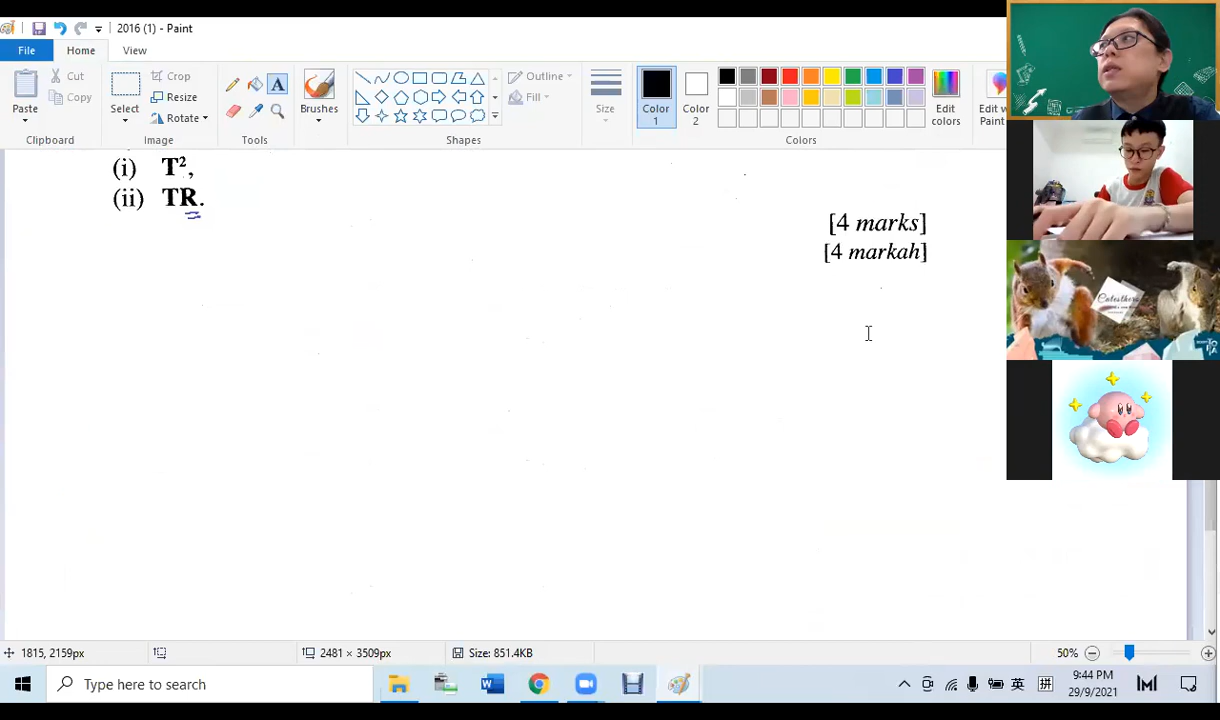 2016 (1) - Paint
File
Home
View
Paste
Cut
Copy
Clipboard
Select
Crop
Resize
Rotate
Image
A
Tools
Brushes
Outline
Fill
Shapes
Size
Color 1
Color 2
Edit colors
Colors
(i) T²,
(ii) TR.
[4 marks]
[4 markah]
1815, 2159px
2481 × 3509px
Size: 851.4KB
50%
Type here to search
W
英
拼
9:44 PM
29/9/2021